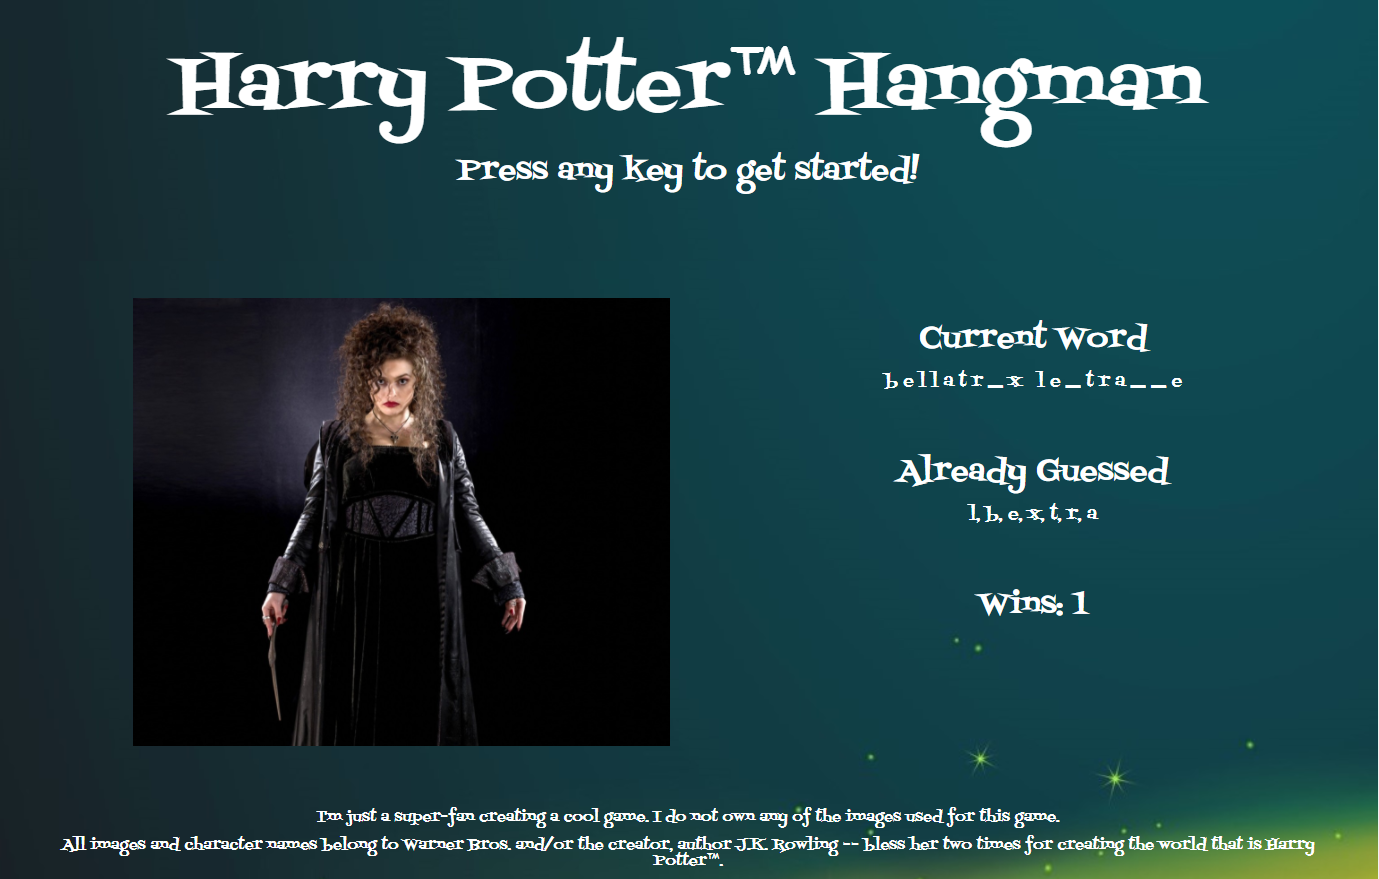 Harry Potter™ Hangman
Press any key to get started!
Current Word
bellatr_x le_tra__e
Already Guessed
l, b, e, x, t, r, a
Wins: 1
I'm just a super-fan creating a cool game. I do not own any of the images used for this game.
All images and character names belong to Warner Bros. and/or the creator, author J.K. Rowling -- bless her two times for creating the world that is Harry
Potter™.